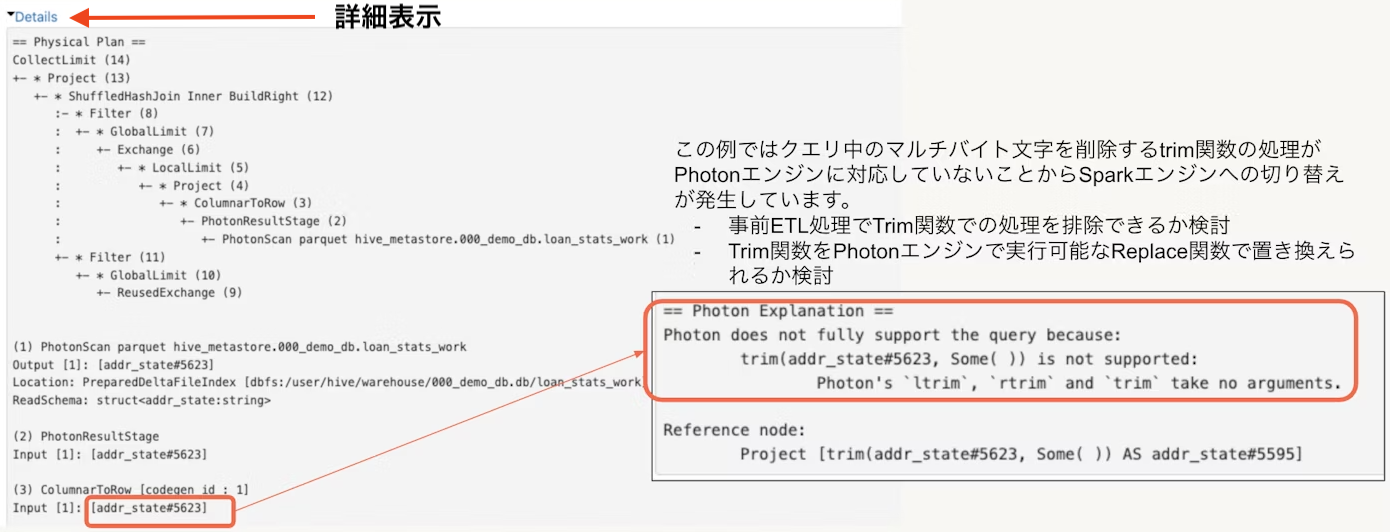 Details
詳細表示
== Physical Plan ==
CollectLimit (14)
+- * Project (13)
+- * ShuffledHashJoin Inner BuildRight (12)
:- * Filter (8)
: +- * GlobalLimit (7)
: +- Exchange (6)
: +- * LocalLimit (5)
: +- * Project (4)
: +- * ColumnarToRow (3)
: +- PhotonResultStage (2)
: +- PhotonScan parquet hive_metastore.000_demo_db.loan_stats_work (1)
+- * Filter (11)
+- * GlobalLimit (10)
+- ReusedExchange (9)
(1) PhotonScan parquet hive_metastore.000_demo_db.loan_stats_work
Output [1]: [addr_state#5623]
Location: PreparedDeltaFileIndex [dbfs:/user/hive/warehouse/000_demo_db.db/loan_stats_work
ReadSchema: struct<addr_state:string>
(2) PhotonResultStage
Input [1]: [addr_state#5623]
(3) ColumnarToRow [codegen id : 1]
Input [1]: [addr_state#5623]
この例ではクエリ中のマルチバイト文字を削除するtrim関数の処理が
Photonエンジンに対応していないことからSparkエンジンへの切り替え
が発生しています。
- 事前ETL処理でTrim関数での処理を排除できるか検討
- Trim関数をPhotonエンジンで実行可能なReplace関数で置き換えら
れるか検討
== Photon Explanation ==
Photon does not fully support the query because:
trim(addr_state#5623, Some( )) is not supported:
Photon's `ltrim`, `rtrim` and `trim` take no arguments.
Reference node:
Project [trim(addr_state#5623, Some( )) AS addr_state#5595]